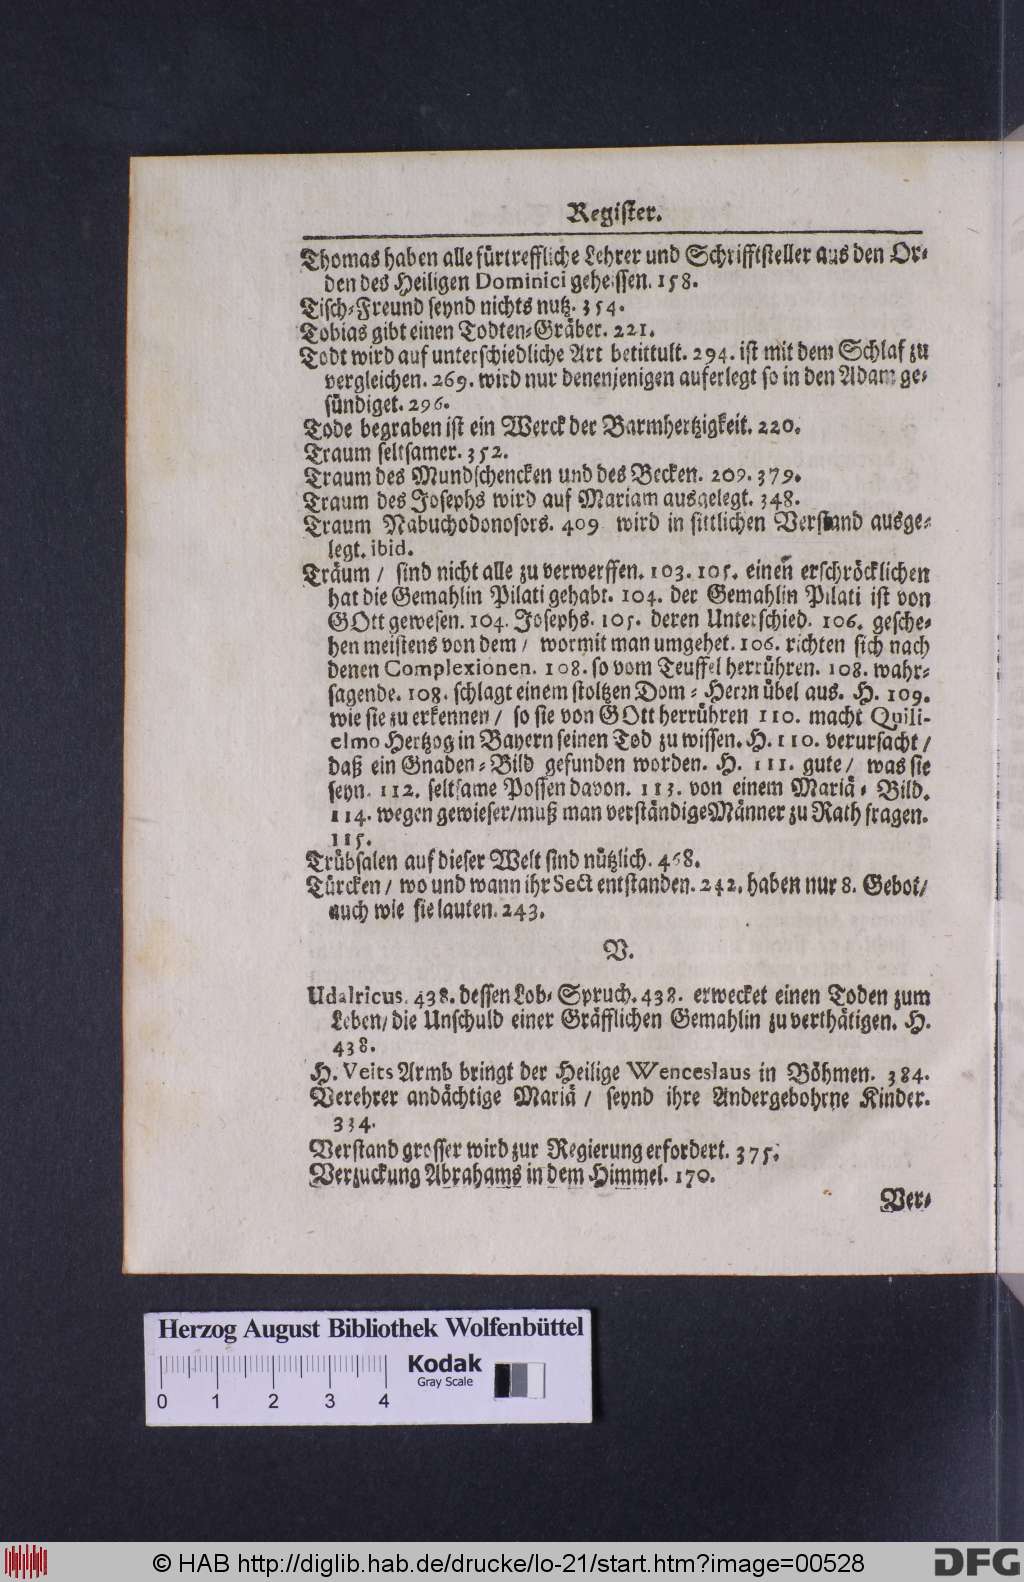 Register.
Thomas haben alle fürtreffliche Lehrer und Schrifftsteller aus den Or-
den des Heiligen Dominici geheissen. 158.
Tisch-Freund seynd nichts nutz. 354.
Tobias gibt einen Todten-Gräber. 221.
Todt wird auf unterschiedliche Art betittult. 294. ist mit dem Schlaf zu
vergleichen. 269. wird nur denenjenigen auferlegt so in den Adam ge-
sündiget. 296.
Tode begraben ist ein Werck der Barmhertzigkeit. 220.
Traum seltsamer. 352.
Traum des Mundschencken und des Becken. 209. 379.
Traum des Josephs wird auf Mariam ausgelegt. 348.
Traum Nabuchodonosors. 409 wird in sittlichen Verstand ausge-
legt. ibid.
Träum / sind nicht alle zu verwerffen. 103. 105. einen erschröcklichen
hat die Gemahlin Pilati gehabt. 104. der Gemahlin Pilati ist von
GOtt gewesen. 104. Josephs. 105. deren Unterschied. 106. gesche-
hen meistens von dem / wormit man umgehet. 106. richten sich nach
denen Complexionen. 108. so vom Teuffel herrühren. 108. wahr-
sagende. 108. schlagt einem stoltzen Dom-Herrn übel aus. H. 109.
wie sie zu erkennen / so sie von GOtt herrühren 110. macht Quili-
elmo Hertzog in Bayern seinen Tod zu wissen. H. 110. verursacht /
daß ein Gnaden-Bild gefunden worden. H. 111. gute / was sie
seyn. 112. seltsame Possen davon. 113. von einem Mariä-Bild.
114. wegen gewieser / muß man verständige Männer zu Rath fragen.
115.
Trübsalen auf dieser Welt sind nützlich. 468.
Türcken / wo und wann ihr Sect entstanden. 242. haben nur 8. Gebot /
auch wie sie lauten. 243.
V.
Udalricus. 438. dessen Lob-Spruch. 438. erwecket einen Toden zum
Leben / die Unschuld einer Gräfflichen Gemahlin zu verthätigen. H.
438.
H. Veits Armb bringt der Heilige Wenceslaus in Böhmen. 384.
Verehrer andächtige Mariä / seynd ihre Andergebohrne Kinder.
334.
Verstand grosser wird zur Regierung erfordert. 375.
Verzuckung Abrahams in dem Himmel. 170.
Ver-
Herzog August Bibliothek Wolfenbüttel
Kodak
Gray Scale
0 1 2 3 4
© HAB http://diglib.hab.de/drucke/lo-21/start.htm?image=00528
DFG